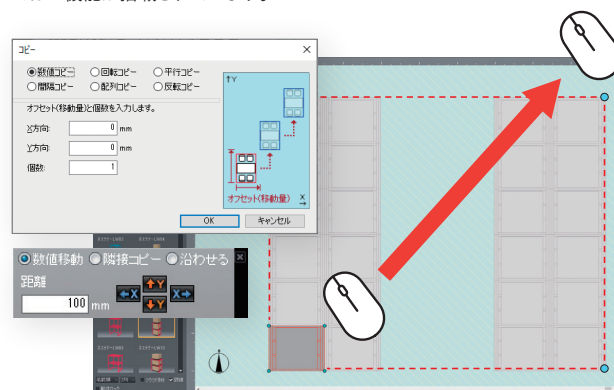 コピー
数値コピー 回転コピー 平行コピー
間隔コピー 配列コピー 反転コピー
オフセット(移動量)と個数を入力します。
X方向: 0 mm
Y方向: 0 mm
個数: 1
↑Y
オフセット(移動量) X
→
OK キャンセル
数値移動 隣接コピー 沿わせる
距離
100 mm ←X ↑Y ↓Y X→